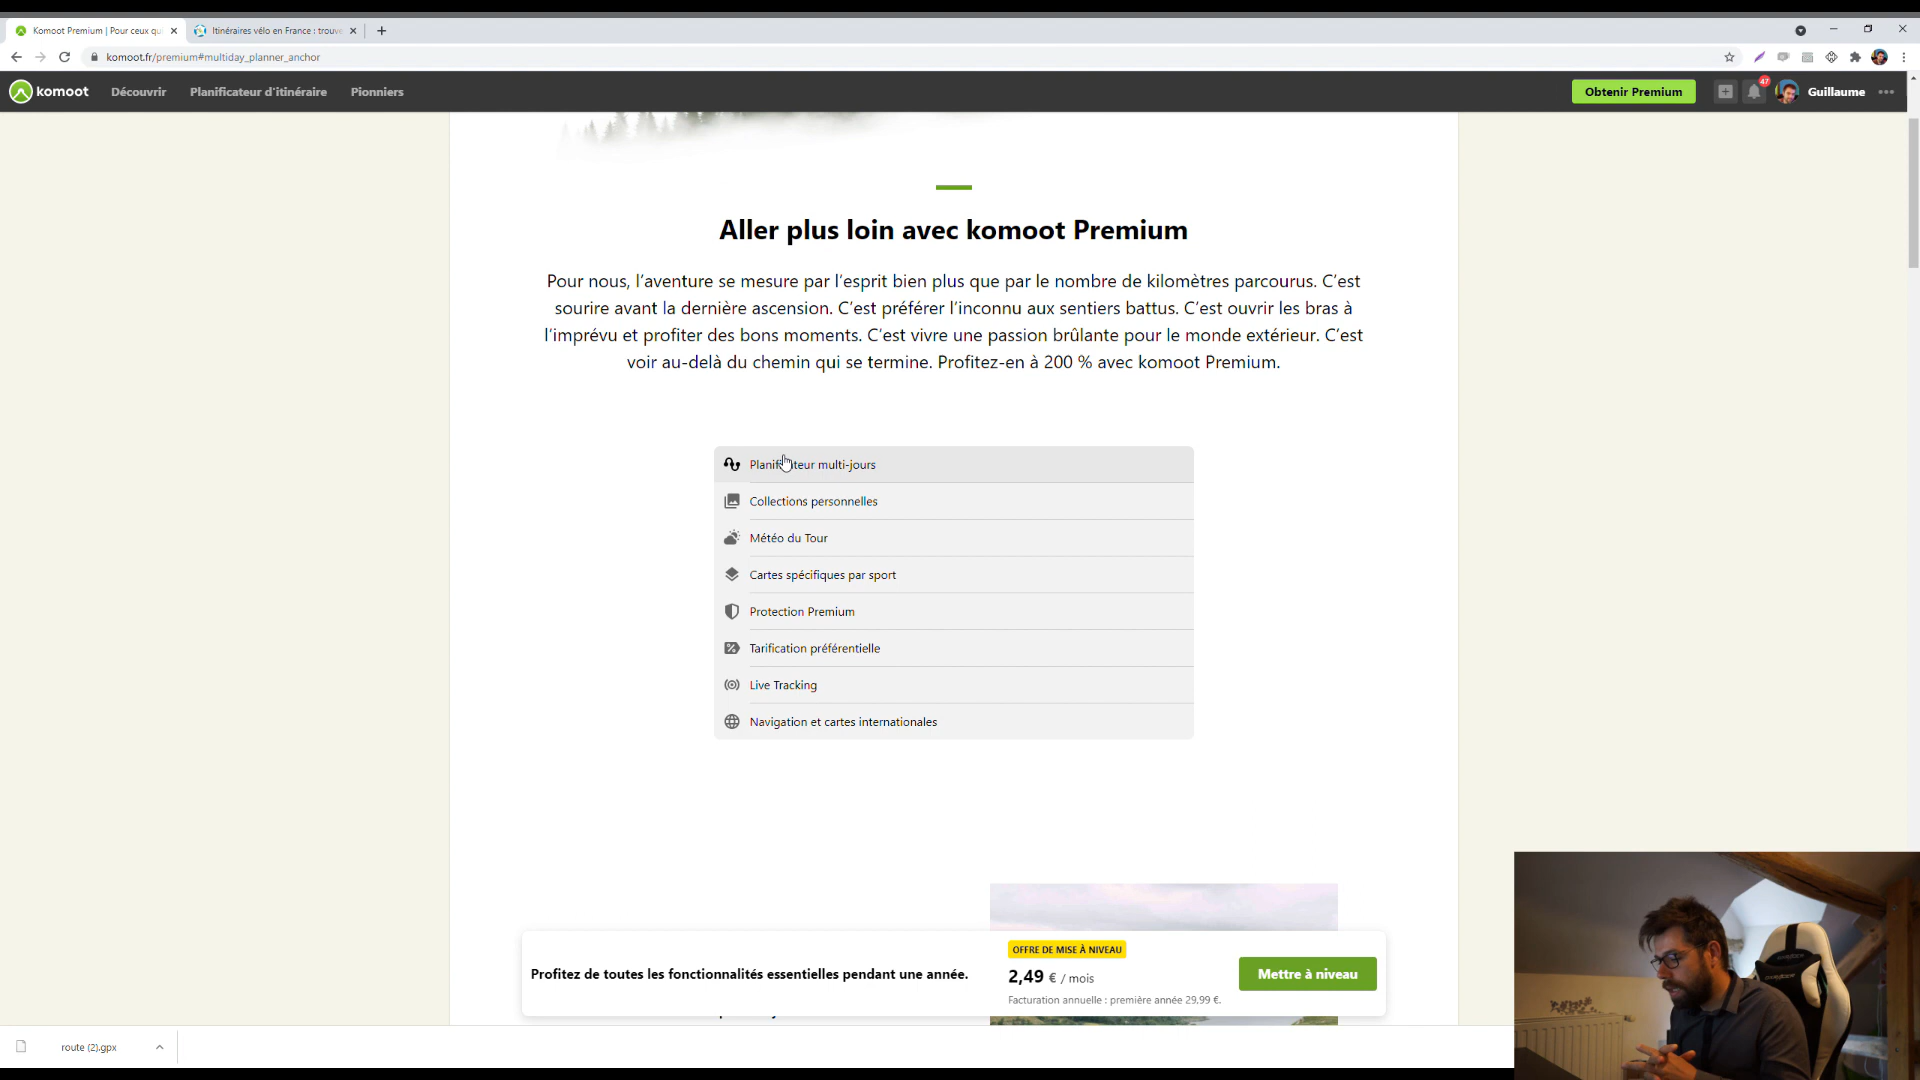 Komoot Premium | Pour ceux qu
Itinéraires vélo en France : trouve
komoot.fr/premium#multiday_planner_anchor
komoot
Découvrir
Planificateur d'itinéraire
Pionniers
Obtenir Premium
47
Guillaume
Aller plus loin avec komoot Premium
Pour nous, l'aventure se mesure par l'esprit bien plus que par le nombre de kilomètres parcourus. C'est
sourire avant la dernière ascension. C'est préférer l'inconnu aux sentiers battus. C'est ouvrir les bras à
l'imprévu et profiter des bons moments. C'est vivre une passion brûlante pour le monde extérieur. C'est
voir au-delà du chemin qui se termine. Profitez-en à 200 % avec komoot Premium.
Planificateur multi-jours
Collections personnelles
Météo du Tour
Cartes spécifiques par sport
Protection Premium
Tarification préférentielle
Live Tracking
Navigation et cartes internationales
Profitez de toutes les fonctionnalités essentielles pendant une année.
OFFRE DE MISE À NIVEAU
2,49 € / mois
Facturation annuelle : première année 29,99 €.
Mettre à niveau
route (2).gpx